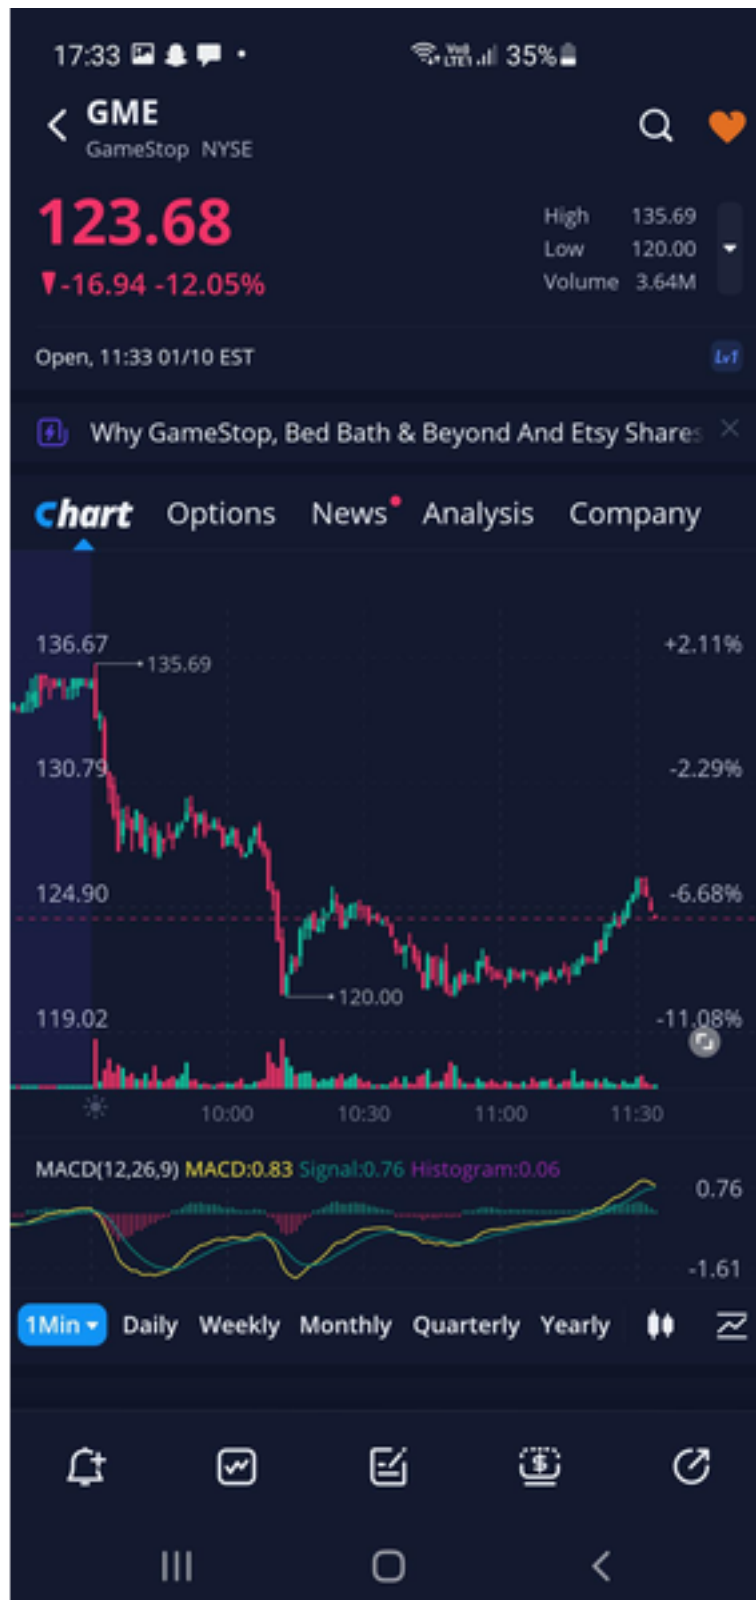 17:33 35%
GME
GameStop NYSE
123.68
▼-16.94 -12.05%
High 135.69
Low 120.00
Volume 3.64M
Open, 11:33 01/10 EST
Lv1
Why GameStop, Bed Bath & Beyond And Etsy Shares
Chart Options News Analysis Company
136.67 +2.11%
135.69
130.79 -2.29%
124.90 -6.68%
120.00
119.02 -11.08%
10:00 10:30 11:00 11:30
MACD(12,26,9) MACD:0.83 Signal:0.76 Histogram:0.06
0.76
-1.61
1Min Daily Weekly Monthly Quarterly Yearly